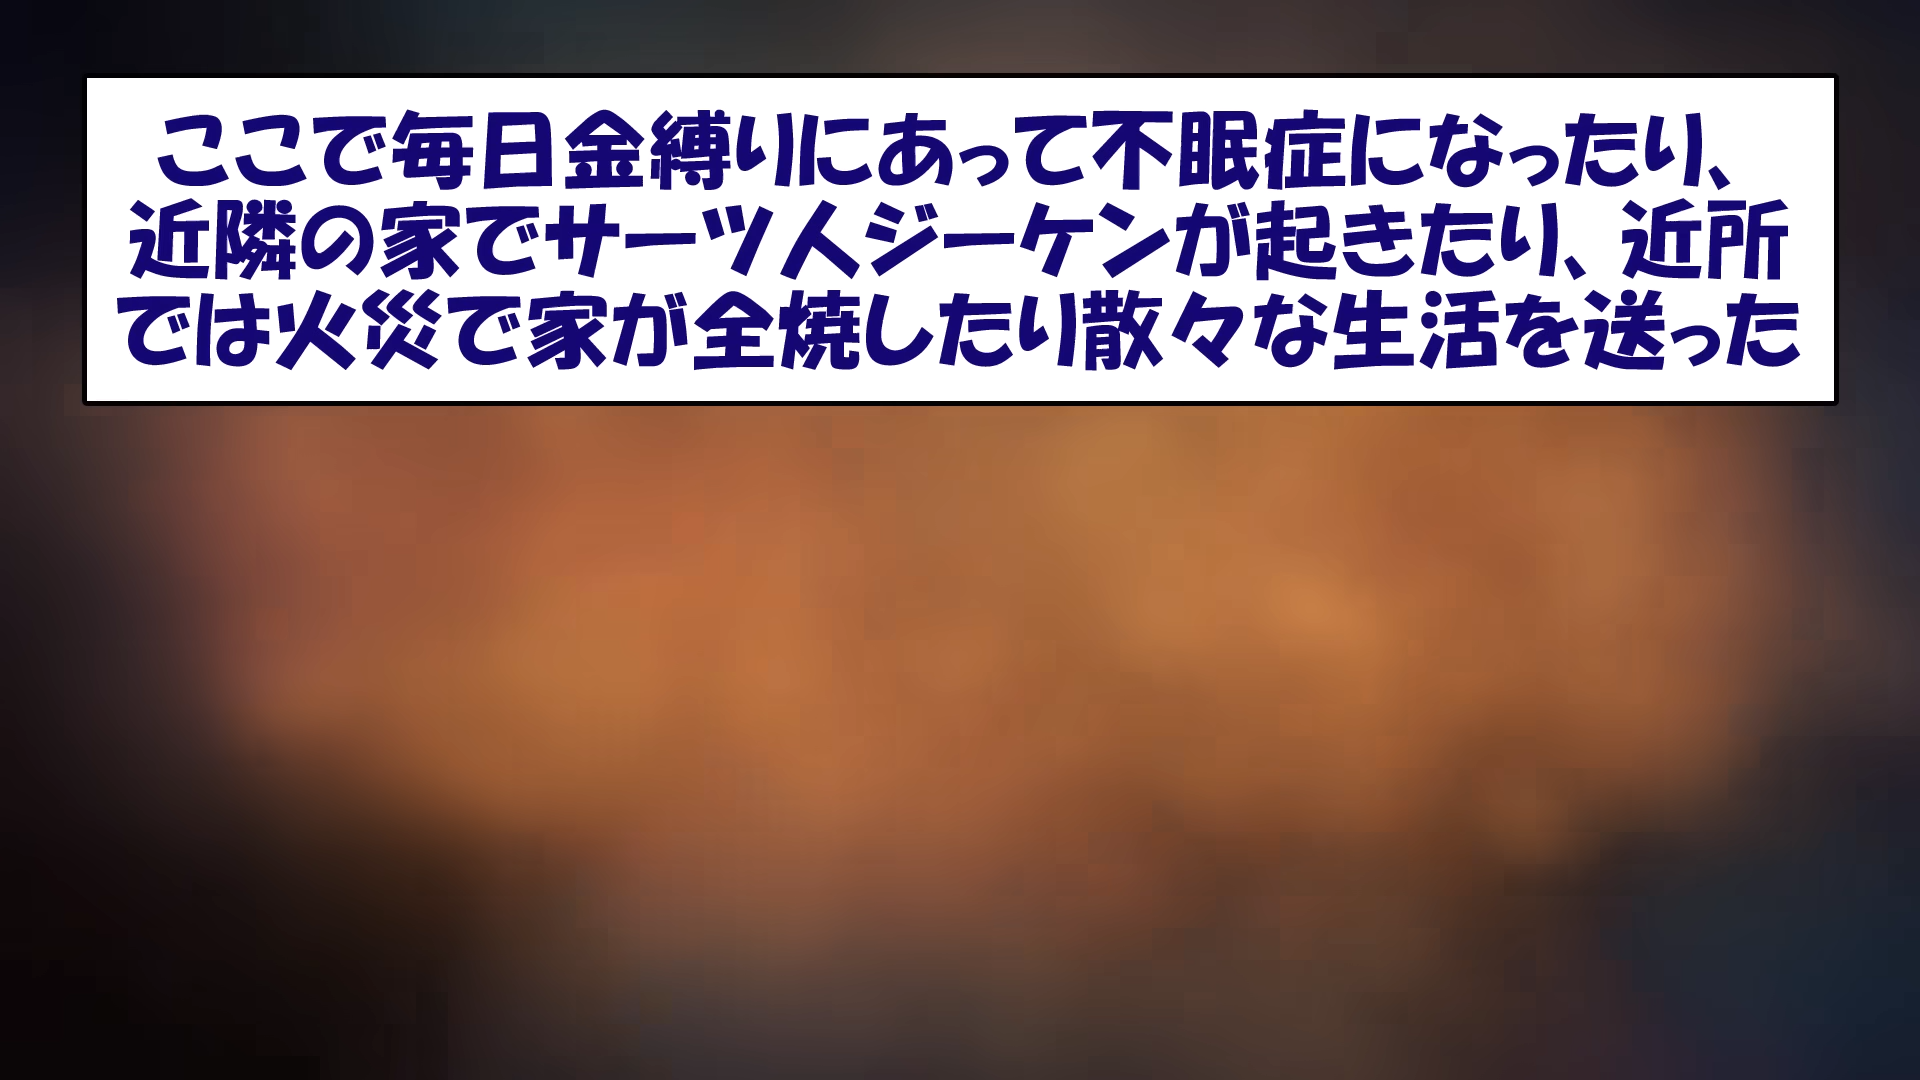 ここで毎日金縛りにあって不眠症になったり、
近隣の家でサーツ人ジーケンが起きたり、近所
では火災で家が全焼したり散々な生活を送った